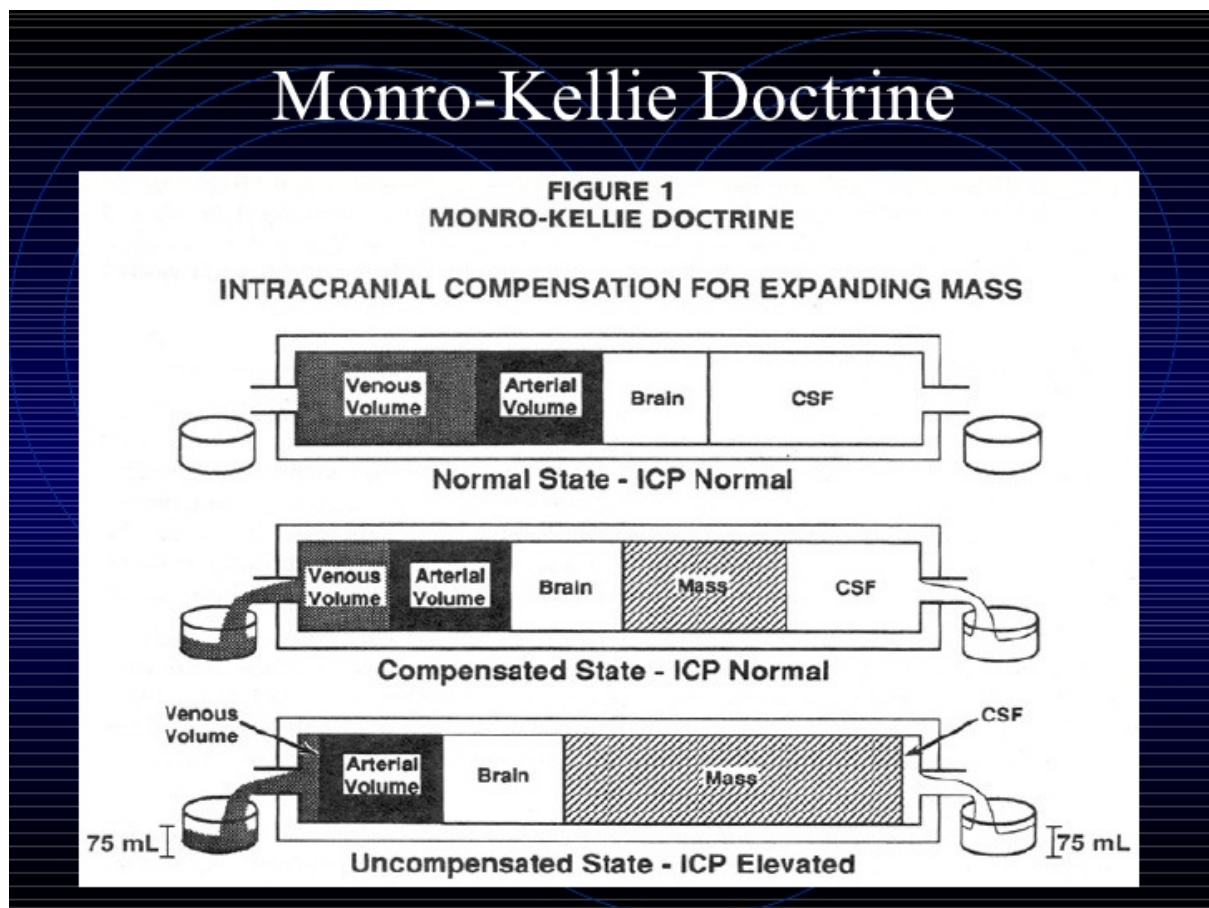 Monro-Kellie Doctrine
FIGURE 1
MONRO-KELLIE DOCTRINE
INTRACRANIAL COMPENSATION FOR EXPANDING MASS
Venous
Volume
Arterial
Volume
Brain
CSF
Normal State - ICP Normal
Venous
Volume
Arterial
Volume
Brain
Mass
CSF
Compensated State - ICP Normal
Venous
Volume
Arterial
Volume
Brain
Mass
CSF
75 mL
75 mL
Uncompensated State - ICP Elevated